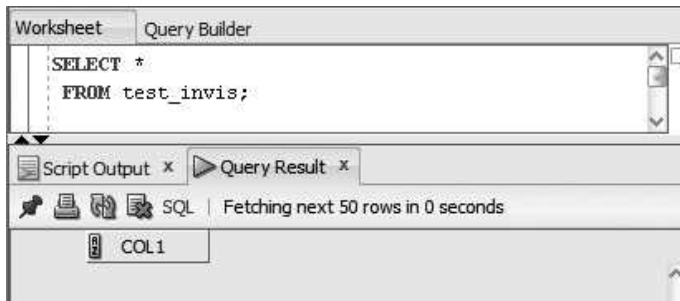 Worksheet Query Builder
SELECT *
FROM test_invis;
Script Output x Query Result x
SQL | Fetching next 50 rows in 0 seconds
COL1